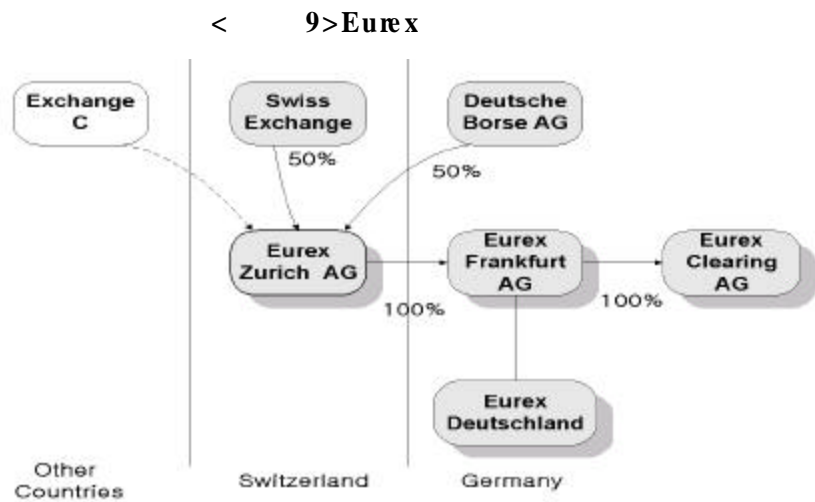 < 9>Eurex
Exchange
C
Swiss
Exchange
Deutsche
Borse AG
50%
50%
Eurex
Zurich AG
Eurex
Frankfurt
AG
Eurex
Clearing
AG
100%
100%
Eurex
Deutschland
Other
Countries
Switzerland
Germany